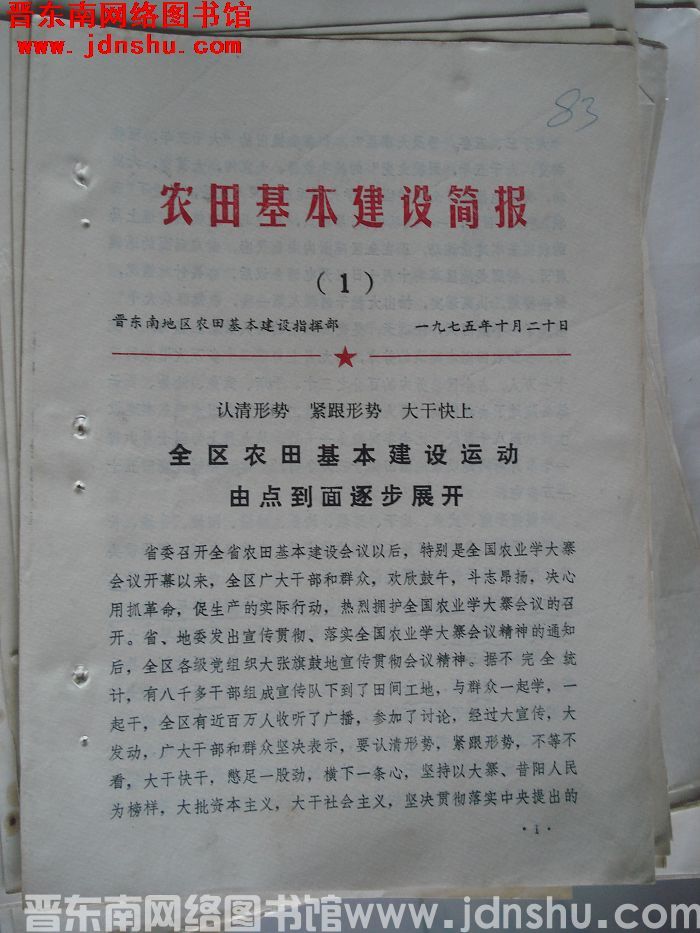 晋东南网络图书馆
www.jdnshu.com
83
农田基本建设简报
(1)
晋东南地区农田基本建设指挥部 一九七五年十月二十日
认清形势 紧跟形势 大干快上
全区农田基本建设运动
由点到面逐步展开
省委召开全省农田基本建设会议以后，特别是全国农业学大寨
会议开幕以来，全区广大干部和群众，欢欣鼓午，斗志昂扬，决心
用抓革命，促生产的实际行动，热烈拥护全国农业学大寨会议的召
开。省、地委发出宣传贯彻、落实全国农业学大寨会议精神的通知
后，全区各级党组织大张旗鼓地宣传贯彻会议精神。据不完全统
计，有八千多干部组成宣传队下到了田间工地，与群众一起学，一
起干，全区有近百万人收听了广播，参加了讨论，经过大宣传，大
发动，广大干部和群众坚决表示，要认清形势，紧跟形势，不等不
看，大干快干，憋足一股劲，横下一条心，坚持以大寨、昔阳人民
为榜样，大批资本主义，大干社会主义，坚决贯彻落实中央提出的
·1·
晋东南网络图书馆 www.jdnshu.com